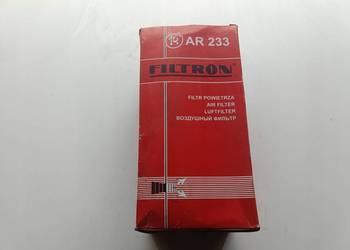 AR 233
FILTRON
FILTR POWIETRZA
AIR FILTER
LUFTFILTER
ВОЗДУШНЫЙ ФИЛЬТР